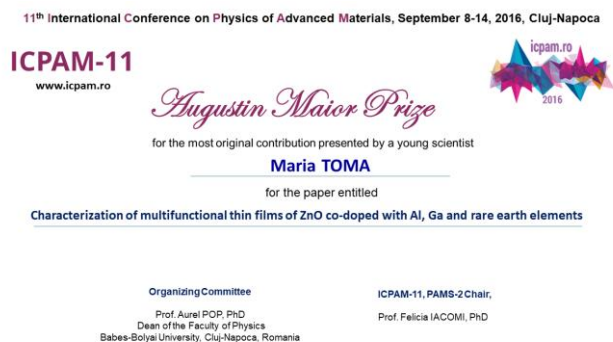 11th International Conference on Physics of Advanced Materials, September 8-14, 2016, Cluj-Napoca
ICPAM-11
www.icpam.ro
icpam.ro
2016
Augustin Maior Prize
for the most original contribution presented by a young scientist
Maria TOMA
for the paper entitled
Characterization of multifunctional thin films of ZnO co-doped with Al, Ga and rare earth elements
Organizing Committee
Prof. Aurel POP, PhD
Dean of the Faculty of Physics
Babes-Bolyai University, Cluj-Napoca, Romania
ICPAM-11, PAMS-2 Chair,
Prof. Felicia IACOMI, PhD